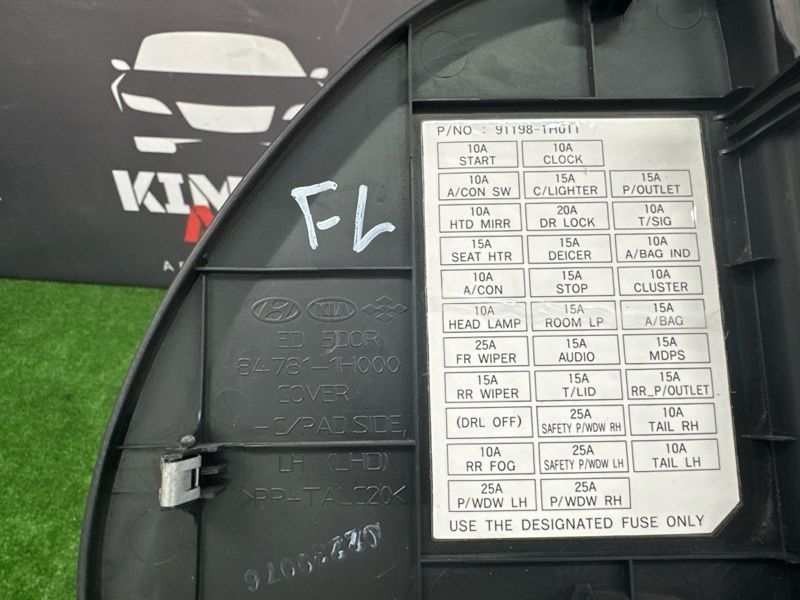 KIM
FL
KIA
ED 5DOOR
84781-1H000
COVER
-C/PAD SIDE,
LH (LHD)
>PP+TALC20<
P/NO : 91198-1H011
10A START 10A CLOCK
10A A/CON SW 15A C/LIGHTER 15A P/OUTLET
10A HTD MIRR 20A DR LOCK 10A T/SIG
15A SEAT HTR 15A DEICER 10A A/BAG IND
10A A/CON 15A STOP 10A CLUSTER
10A HEAD LAMP 15A ROOM LP 15A A/BAG
25A FR WIPER 15A AUDIO 15A MDPS
15A RR WIPER 15A T/LID 15A RR_P/OUTLET
(DRL OFF) 25A SAFETY P/WDW RH 10A TAIL RH
10A RR FOG 25A SAFETY P/WDW LH 10A TAIL LH
25A P/WDW LH 25A P/WDW RH
USE THE DESIGNATED FUSE ONLY